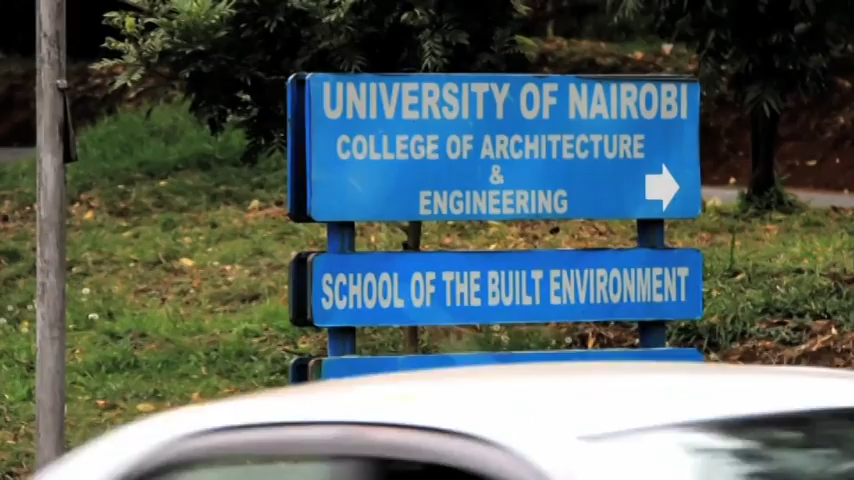 UNIVERSITY OF NAIROBI
COLLEGE OF ARCHITECTURE
&
ENGINEERING
SCHOOL OF THE BUILT ENVIRONMENT